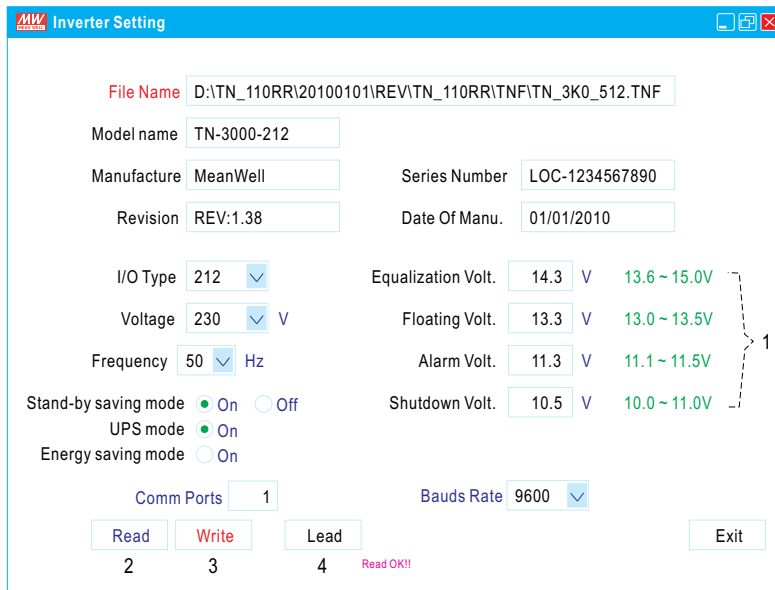 MW MEAN WELL Inverter Setting
File Name D:\TN_110RR\20100101\REV\TN_110RR\TNF\TN_3K0_512.TNF
Model name TN-3000-212
Manufacture MeanWell Series Number LOC-1234567890
Revision REV:1.38 Date Of Manu. 01/01/2010
I/O Type 212 Equalization Volt. 14.3 V 13.6 ~ 15.0V
Voltage 230 V Floating Volt. 13.3 V 13.0 ~ 13.5V
1
Frequency 50 Hz Alarm Volt. 11.3 V 11.1 ~ 11.5V
Stand-by saving mode On Off Shutdown Volt. 10.5 V 10.0 ~ 11.0V
UPS mode On
Energy saving mode On
Comm Ports 1 Bauds Rate 9600
Read Write Lead Exit
2 3 4 Read OK!!